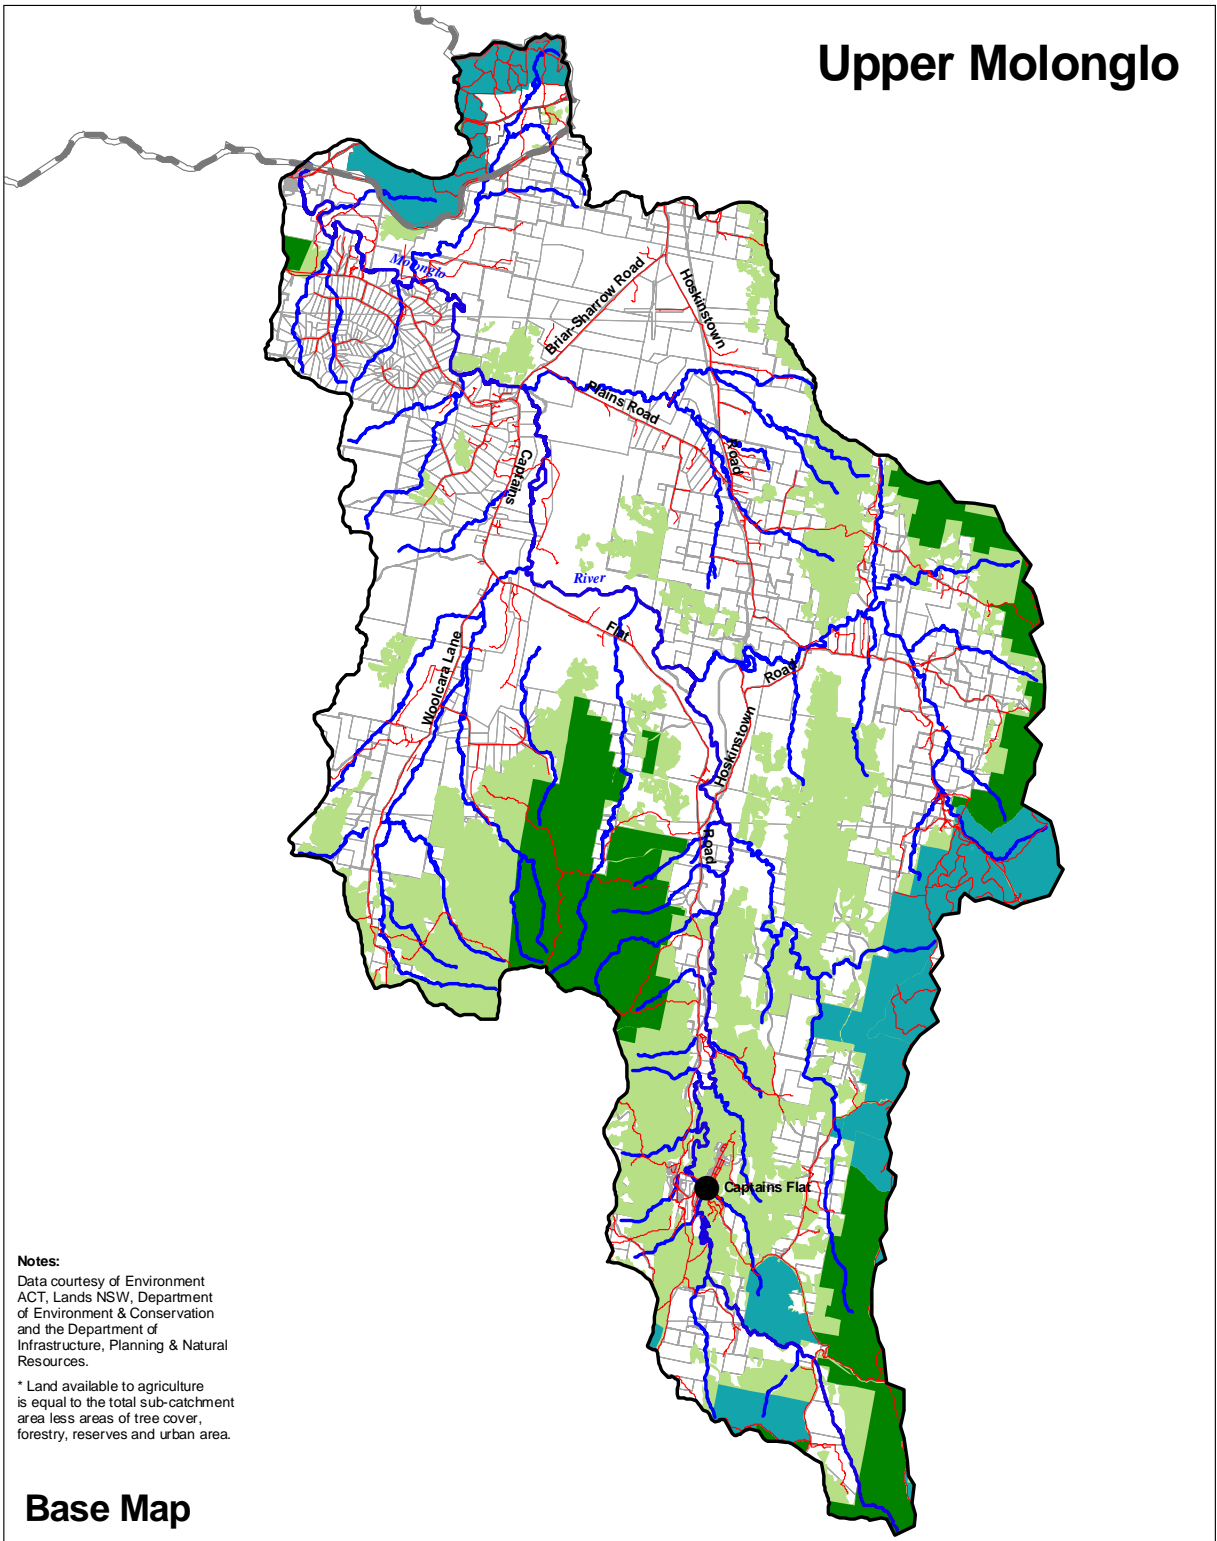 Upper Molonglo
Molonglo
Briar-Sharrow Road
Hoskinstown
Plains Road
Road
Captains
River
Flat
Woolcara Lane
Road
Hoskinstown
Road
Captains Flat
Notes:
Data courtesy of Environment
ACT, Lands NSW, Department
of Environment & Conservation
and the Department of
Infrastructure, Planning & Natural
Resources.
* Land available to agriculture
is equal to the total sub-catchment
area less areas of tree cover,
forestry, reserves and urban area.
Base Map